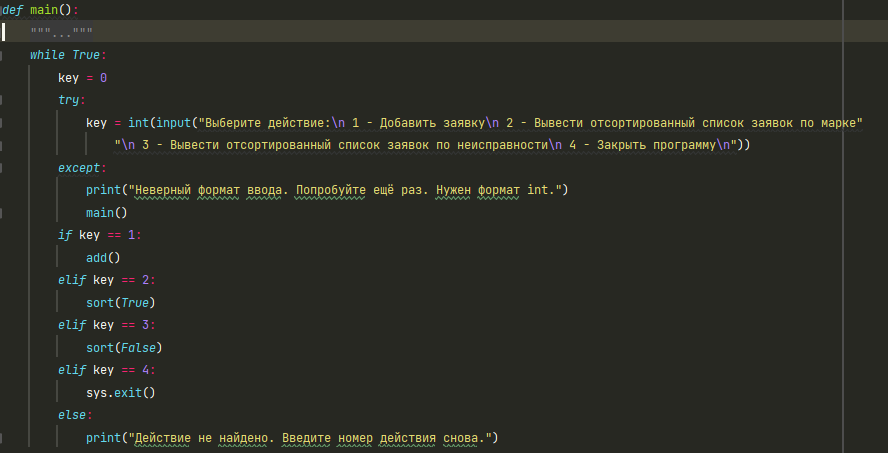 def main():
    """..."""
    while True:
        key = 0
        try:
            key = int(input("Выберите действие:\n 1 - Добавить заявку\n 2 - Вывести отсортированный список заявок по марке"
                "\n 3 - Вывести отсортированный список заявок по неисправности\n 4 - Закрыть программу\n"))
        except:
            print("Неверный формат ввода. Попробуйте ещё раз. Нужен формат int.")
            main()
        if key == 1:
            add()
        elif key == 2:
            sort(True)
        elif key == 3:
            sort(False)
        elif key == 4:
            sys.exit()
        else:
            print("Действие не найдено. Введите номер действия снова.")